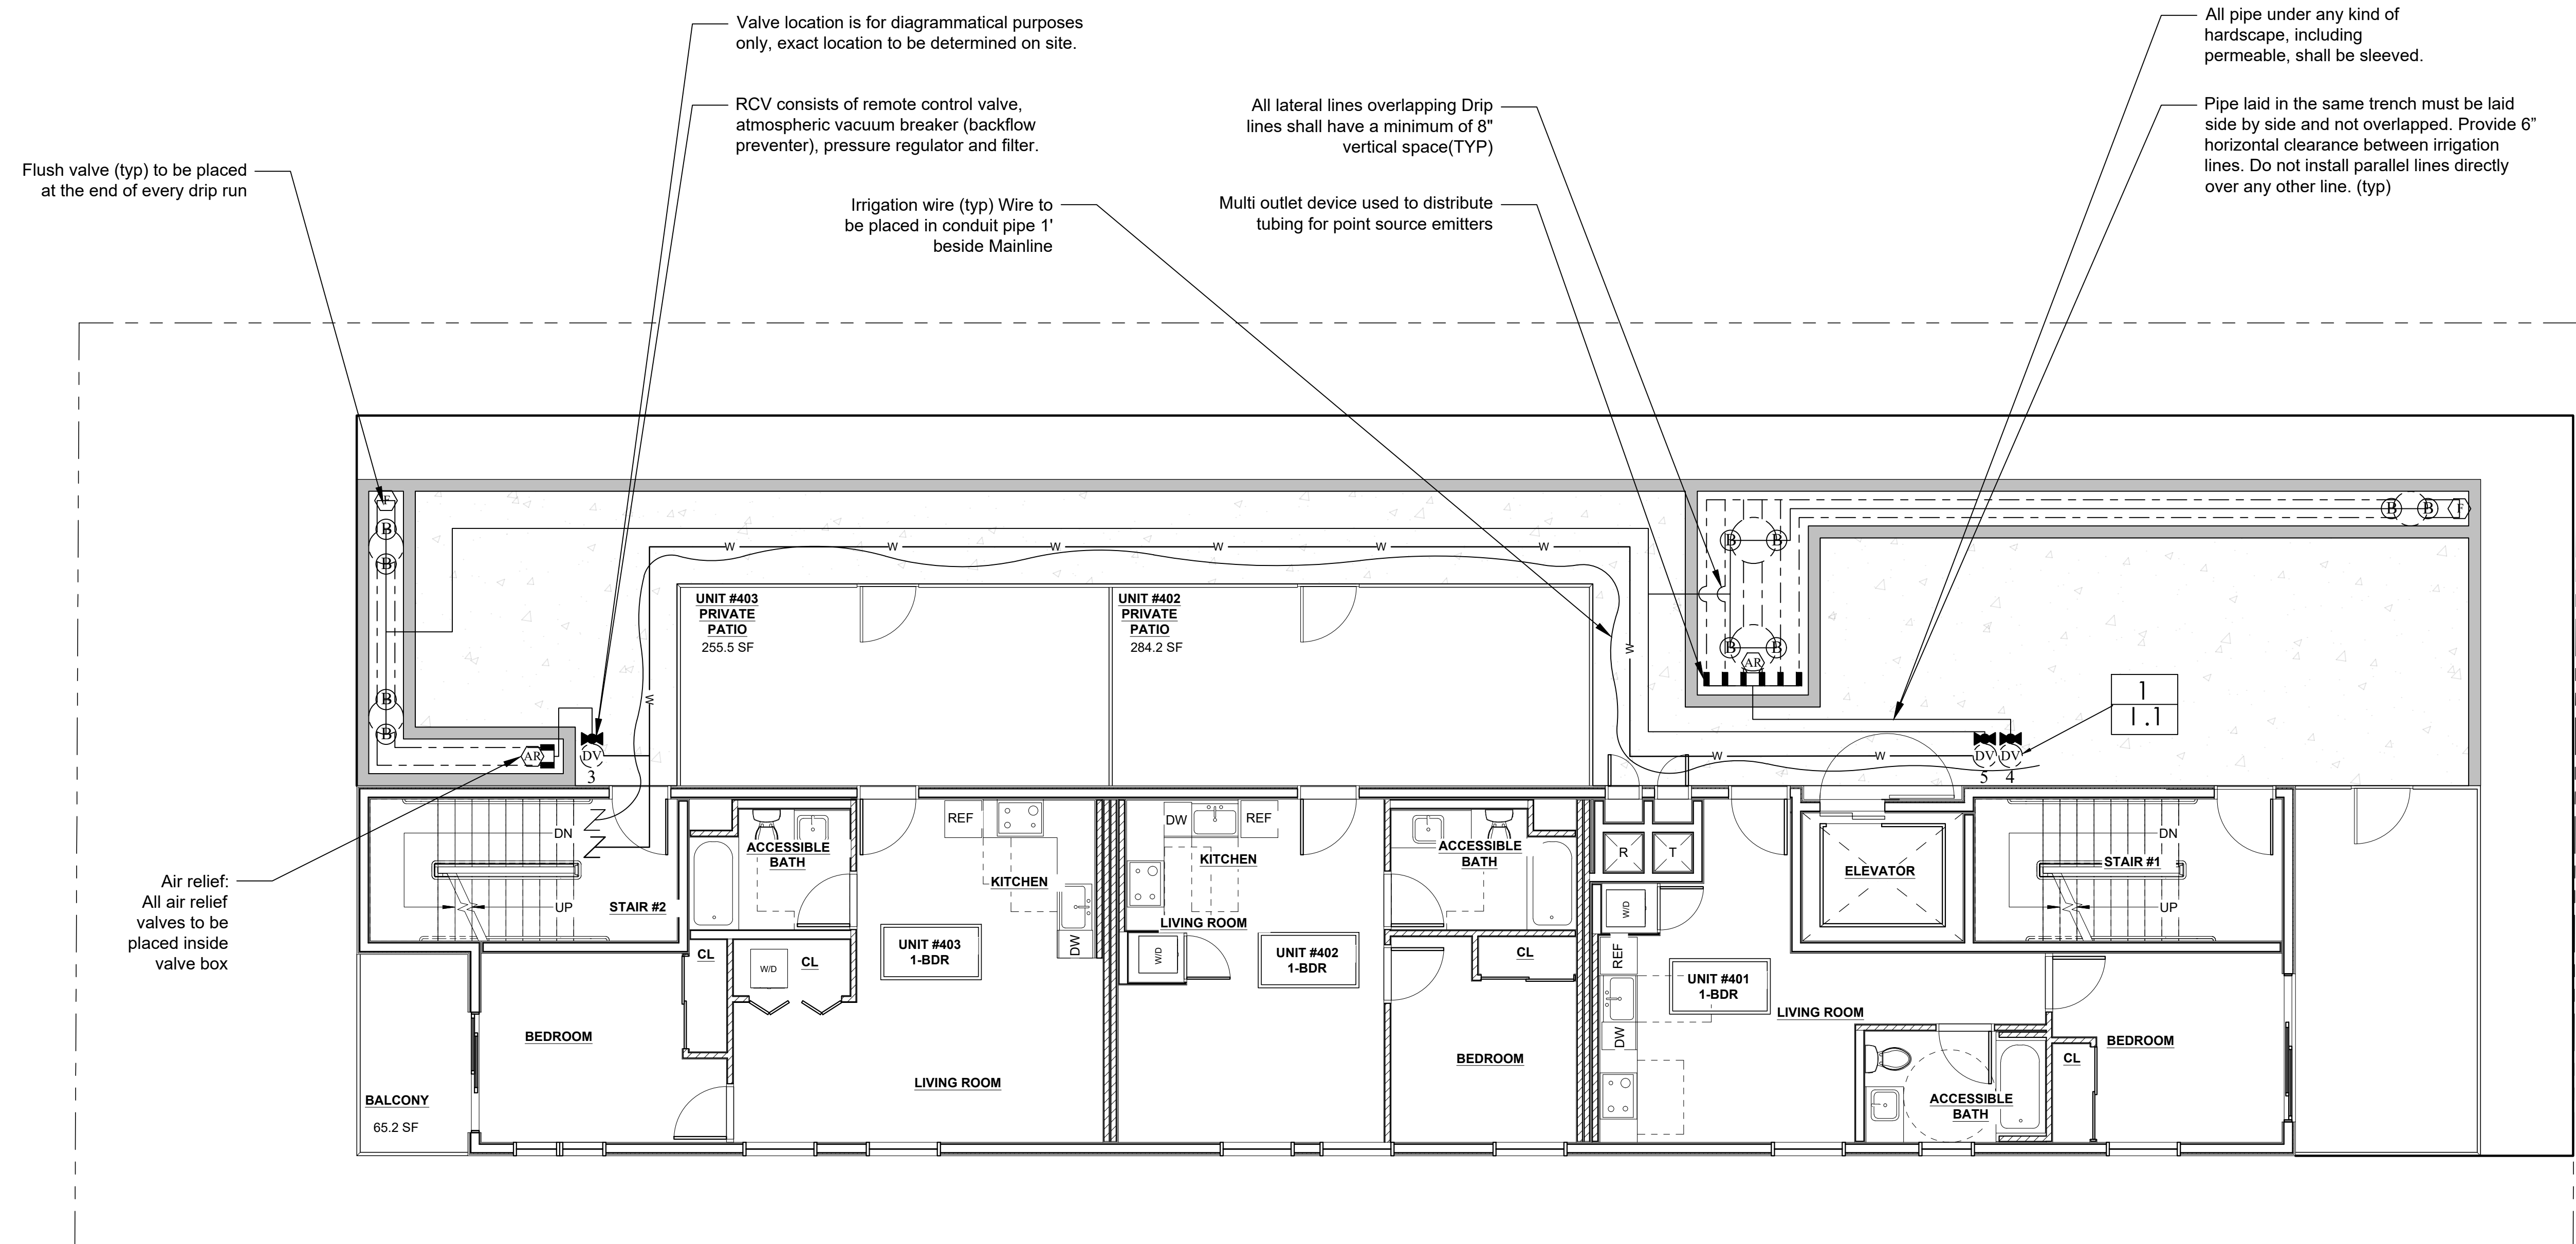 Valve location is for diagrammatical purposes
only, exact location to be determined on site.
All pipe under any kind of
hardscape, including
permeable, shall be sleeved.
RCV consists of remote control valve,
atmospheric vacuum breaker (backflow
preventer), pressure regulator and filter.
All lateral lines overlapping Drip
lines shall have a minimum of 8"
vertical space(TYP)
Pipe laid in the same trench must be laid
side by side and not overlapped. Provide 6”
horizontal clearance between irrigation
lines. Do not install parallel lines directly
over any other line. (typ)
Flush valve (typ) to be placed
at the end of every drip run
Irrigation wire (typ) Wire to
be placed in conduit pipe 1'
beside Mainline
Multi outlet device used to distribute
tubing for point source emitters
F
B
B
B
B
AR
DV
3
W
W
W
W
W
W
W
W
W
W
B
B
B
B
AR
B
B
F
UNIT #403
PRIVATE
PATIO
255.5 SF
UNIT #402
PRIVATE
PATIO
284.2 SF
1
1.1
DV
5
DV
4
DN
UP
STAIR #2
ACCESSIBLE
BATH
REF
KITCHEN
DW
DW
REF
KITCHEN
LIVING ROOM
ACCESSIBLE
BATH
R
T
ELEVATOR
DN
STAIR #1
UP
Air relief:
All air relief
valves to be
placed inside
valve box
CL
W/D
CL
UNIT #403
1-BDR
W/D
UNIT #402
1-BDR
CL
W/D
REF
DW
UNIT #401
1-BDR
LIVING ROOM
BEDROOM
LIVING ROOM
BEDROOM
BEDROOM
CL
ACCESSIBLE
BATH
BALCONY
65.2 SF